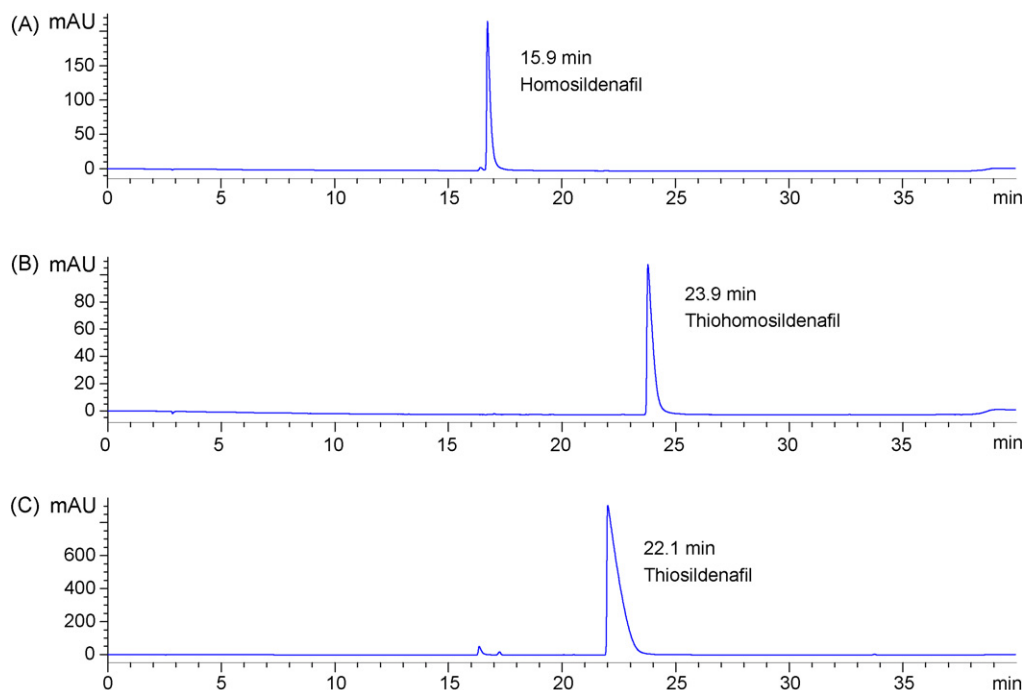 (A) mAU
150
100
50
0
15.9 min
Homosildenafil
0 5 10 15 20 25 30 35 min
(B) mAU
80
60
40
20
0
23.9 min
Thiohomosildenafil
0 5 10 15 20 25 30 35 min
(C) mAU
600
400
200
0
22.1 min
Thiosildenafil
0 5 10 15 20 25 30 35 min